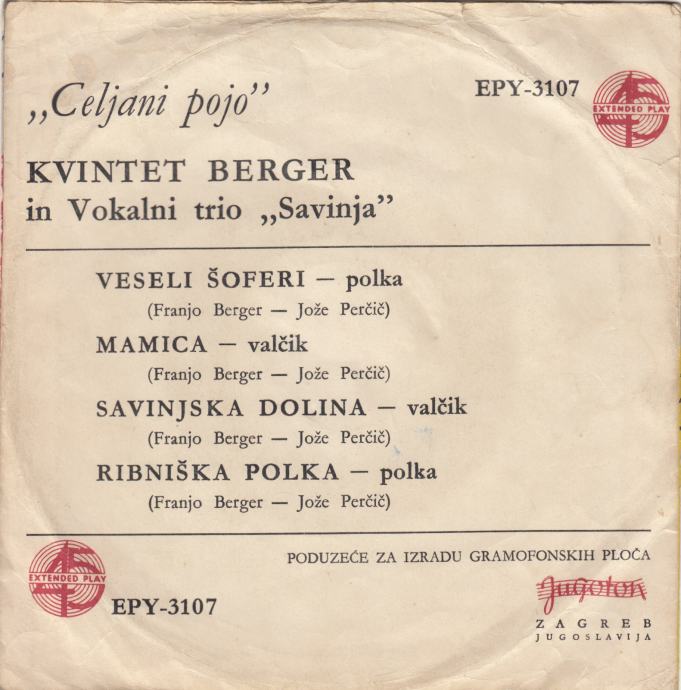 „Celjani pojo”
EPY-3107
45
EXTENDED PLAY
KVINTET BERGER
in Vokalni trio „Savinja”
VESELI ŠOFERI — polka
(Franjo Berger — Jože Perčič)
MAMICA — valčik
(Franjo Berger — Jože Perčič)
SAVINJSKA DOLINA — valčik
(Franjo Berger — Jože Perčič)
RIBNIŠKA POLKA — polka
(Franjo Berger — Jože Perčič)
PODUZEĆE ZA IZRADU GRAMOFONSKIH PLOČA
45
EXTENDED PLAY
EPY-3107
Jugoton
ZAGREB
JUGOSLAVIJA